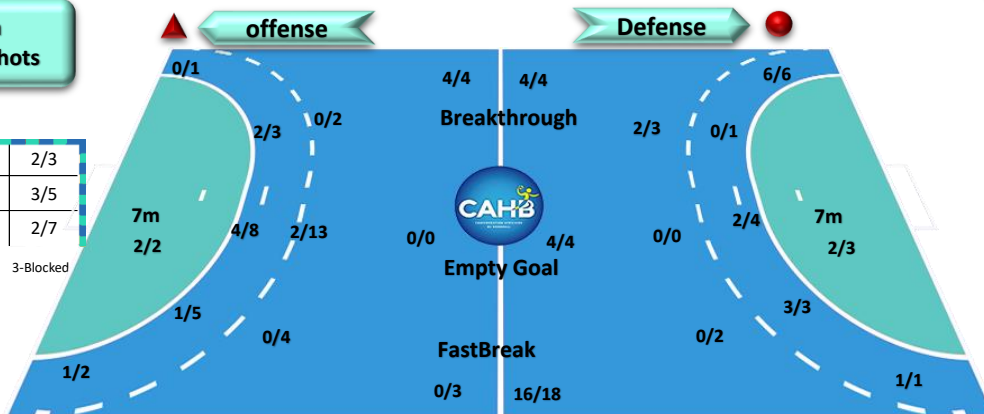 hots
offense
Defense
0/1
4/4
4/4
6/6
2/3
0/2
Breakthrough
2/3
0/1
2/3
3/5
2/7
3-Blocked
7m
2/2
4/8
2/13
0/0
CAHB
4/4
0/0
2/4
7m
2/3
Empty Goal
1/5
0/4
3/3
0/2
FastBreak
1/2
0/3
16/18
1/1